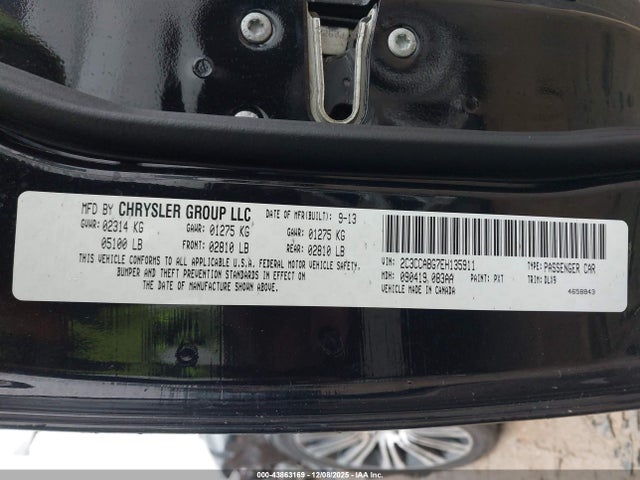 MFD BY CHRYSLER GROUP LLC DATE OF MFR(BUILT): 9-13
GVWR: 02314 KG GAWR: 01275 KG GAWR: 01275 KG
05100 LB FRONT: 02810 LB REAR: 02810 LB
THIS VEHICLE CONFORMS TO ALL APPLICABLE U.S.A. FEDERAL MOTOR VEHICLE SAFETY,
BUMPER AND THEFT PREVENTION STANDARDS IN EFFECT ON
THE DATE OF MANUFACTURE SHOWN ABOVE.
VIN: 2C3CCABG7EH135911 TYPE: PASSENGER CAR
MDH: 090419.083AA PAINT: PXT TRIM: DLX9
VEHICLE MADE IN CANADA 4658843
000-43863169 - 12/08/2025 - IAA Inc.